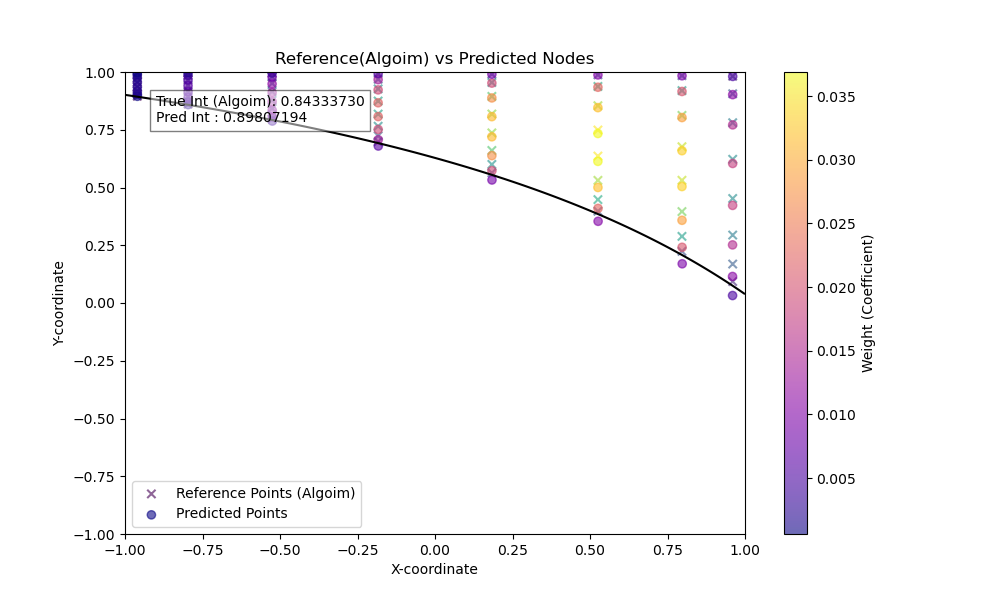 Reference(Algoim) vs Predicted Nodes
True Int (Algoim): 0.84333730
Pred Int : 0.89807194
1.00
0.75
0.50
0.25
0.00
−0.25
−0.50
−0.75
−1.00
Y-coordinate
Reference Points (Algoim)
Predicted Points
−1.00 −0.75 −0.50 −0.25 0.00 0.25 0.50 0.75 1.00
X-coordinate
0.035
0.030
0.025
0.020
0.015
0.010
0.005
Weight (Coefficient)